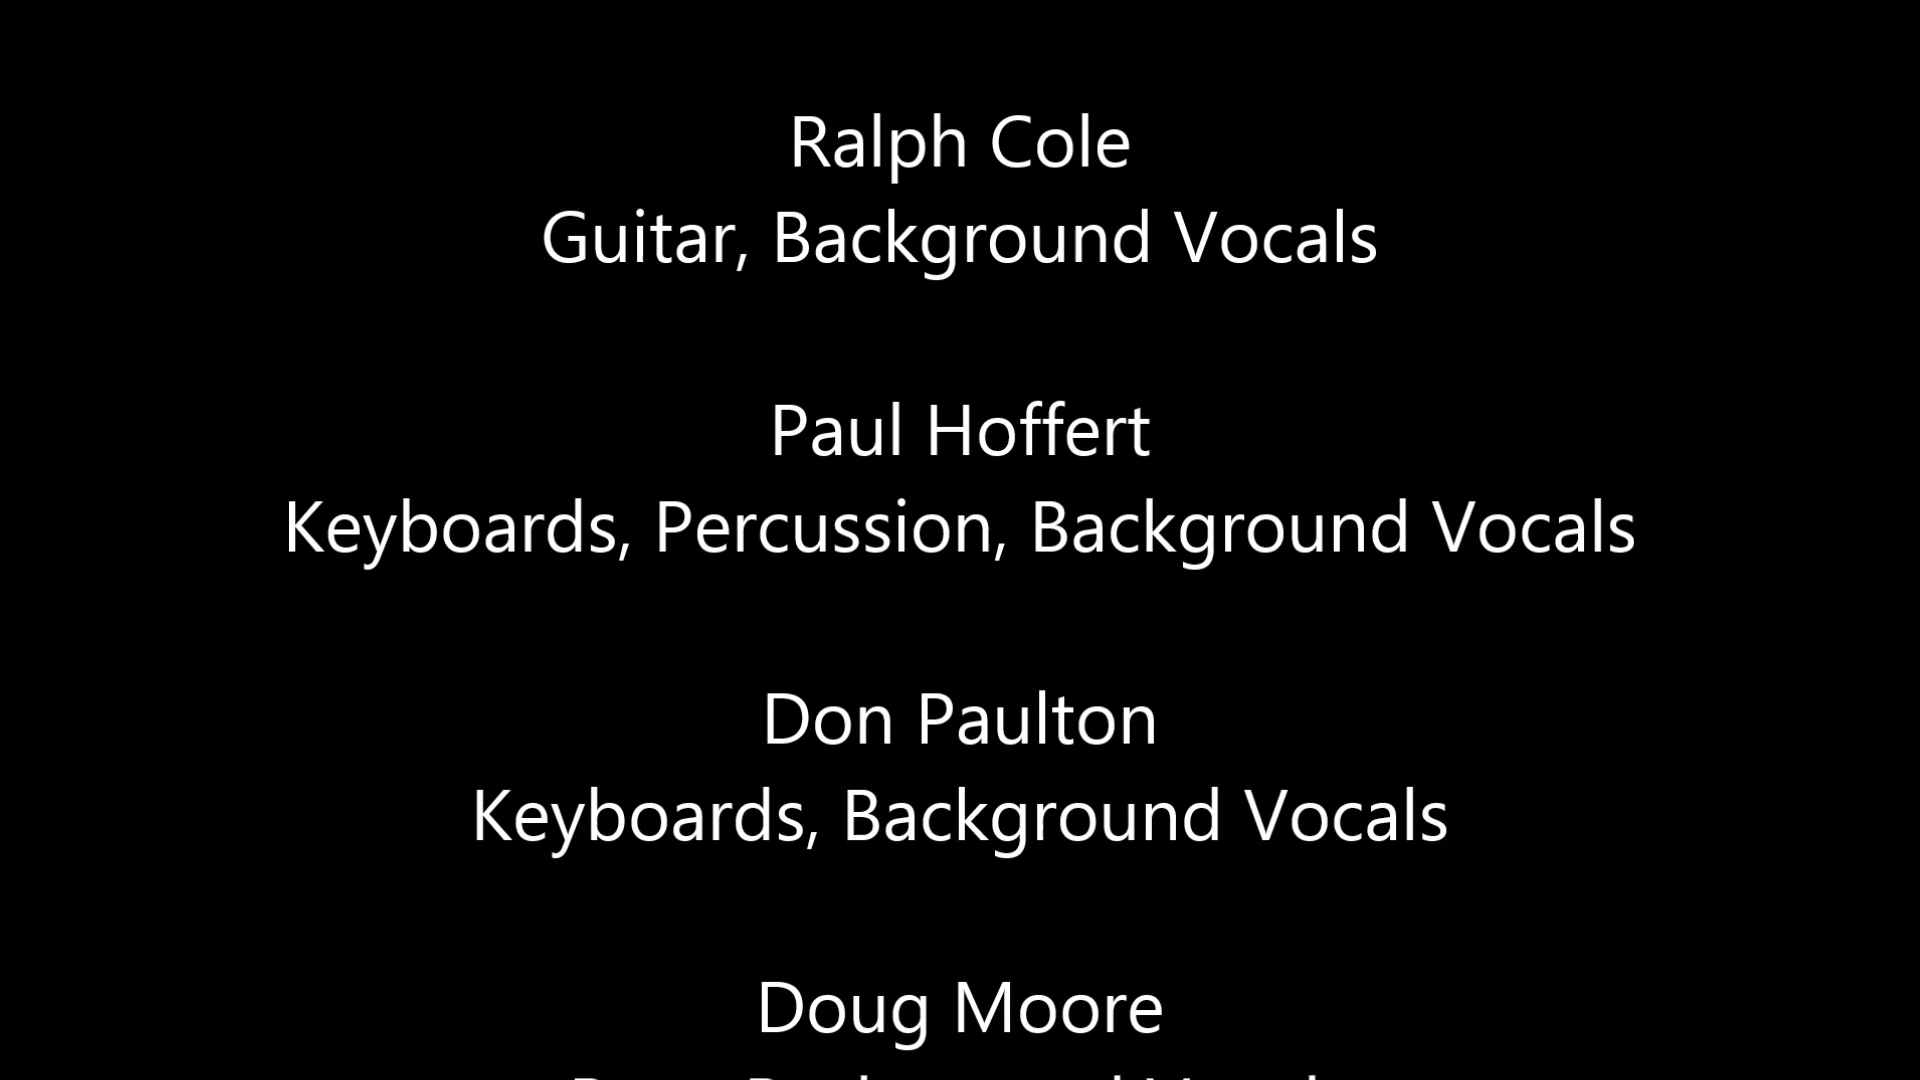 Ralph Cole
Guitar, Background Vocals
Paul Hoffert
Keyboards, Percussion, Background Vocals
Don Paulton
Keyboards, Background Vocals
Doug Moore